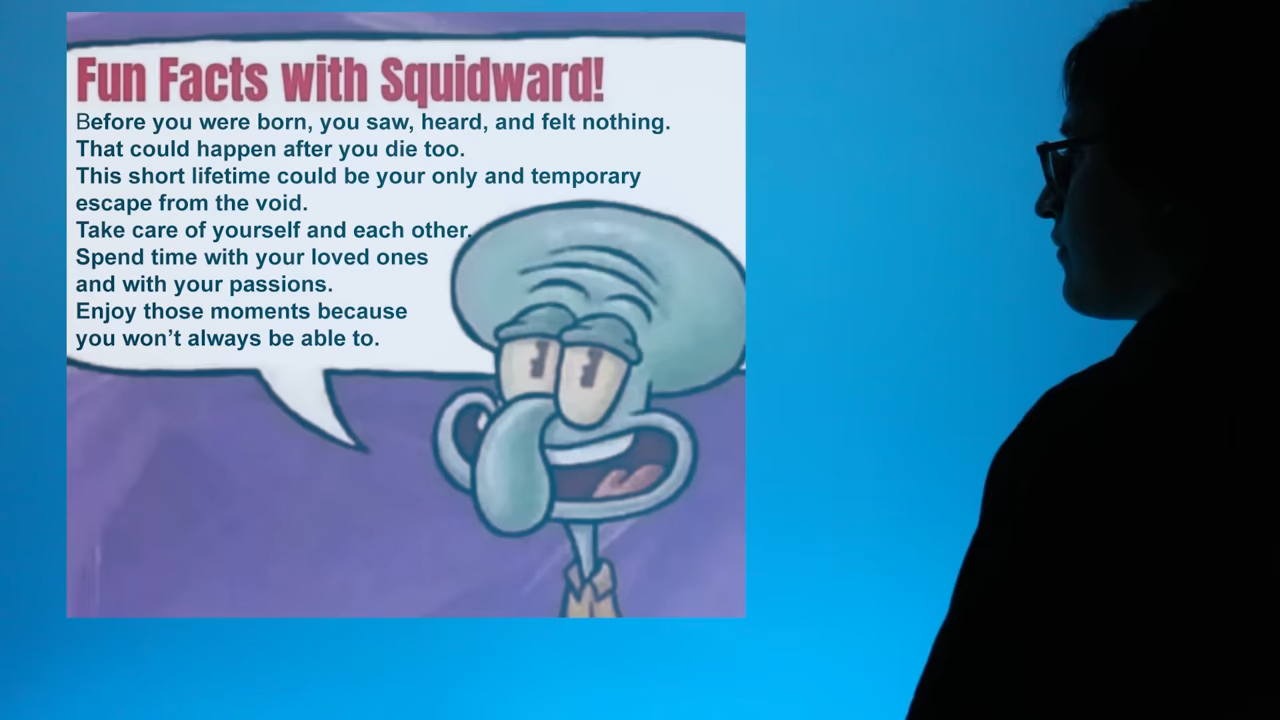 Fun Facts with Squidward!
Before you were born, you saw, heard, and felt nothing.
That could happen after you die too.
This short lifetime could be your only and temporary
escape from the void.
Take care of yourself and each other.
Spend time with your loved ones
and with your passions.
Enjoy those moments because
you won’t always be able to.